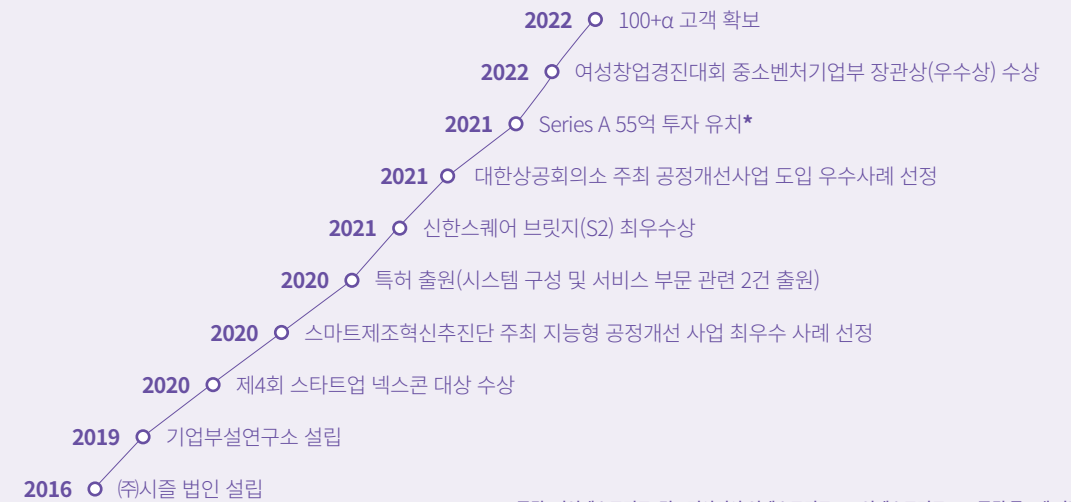 2022 100+α 고객 확보
2022 여성창업경진대회 중소벤처기업부 장관상(우수상) 수상
2021 Series A 55억 투자 유치*
2021 대한상공회의소 주최 공정개선사업 도입 우수사례 선정
2021 신한스퀘어 브릿지(S2) 최우수상
2020 특허 출원(시스템 구성 및 서비스 부문 관련 2건 출원)
2020 스마트제조혁신추진단 주최 지능형 공정개선 사업 최우수 사례 선정
2020 제4회 스타트업 넥스콘 대상 수상
2019 기업부설연구소 설립
2016 ㈜시즐 법인 설립